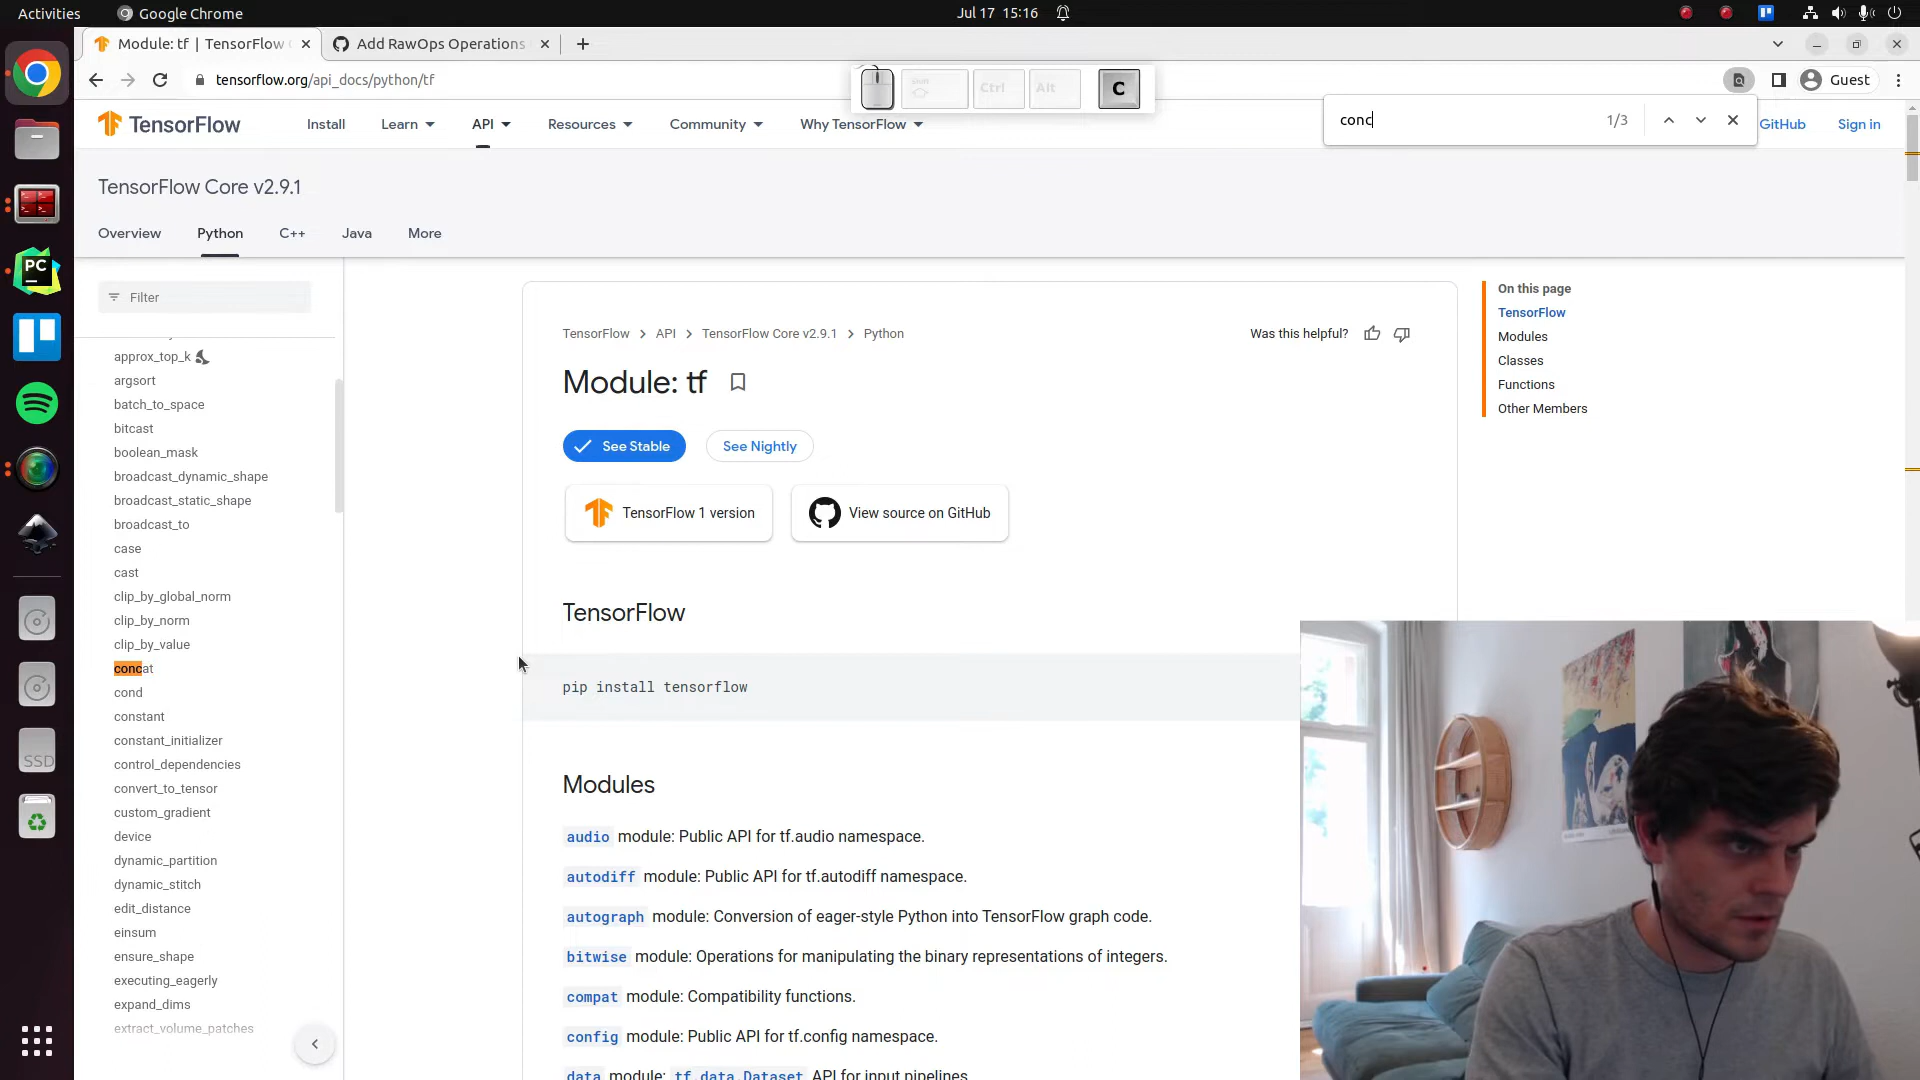 Activities
Google Chrome
Jul 17 15:16
Module: tf | TensorFlow
Add RawOps Operations
tensorflow.org/api_docs/python/tf
Guest
Shift
Ctrl
Alt
C
conc
1/3
TensorFlow
Install
Learn
API
Resources
Community
Why TensorFlow
GitHub
Sign in
TensorFlow Core v2.9.1
Overview
Python
C++
Java
More
Filter
approx_top_k
argsort
batch_to_space
bitcast
boolean_mask
broadcast_dynamic_shape
broadcast_static_shape
broadcast_to
case
cast
clip_by_global_norm
clip_by_norm
clip_by_value
concat
cond
constant
constant_initializer
control_dependencies
convert_to_tensor
custom_gradient
device
dynamic_partition
dynamic_stitch
edit_distance
einsum
ensure_shape
executing_eagerly
expand_dims
extract_volume_patches
TensorFlow > API > TensorFlow Core v2.9.1 > Python
Was this helpful?
Module: tf
See Stable
See Nightly
TensorFlow 1 version
View source on GitHub
TensorFlow
pip install tensorflow
Modules
audio module: Public API for tf.audio namespace.
autodiff module: Public API for tf.autodiff namespace.
autograph module: Conversion of eager-style Python into TensorFlow graph code.
bitwise module: Operations for manipulating the binary representations of integers.
compat module: Compatibility functions.
config module: Public API for tf.config namespace.
data module: tf.data.Dataset API for input pipelines.
On this page
TensorFlow
Modules
Classes
Functions
Other Members
PC
SSD